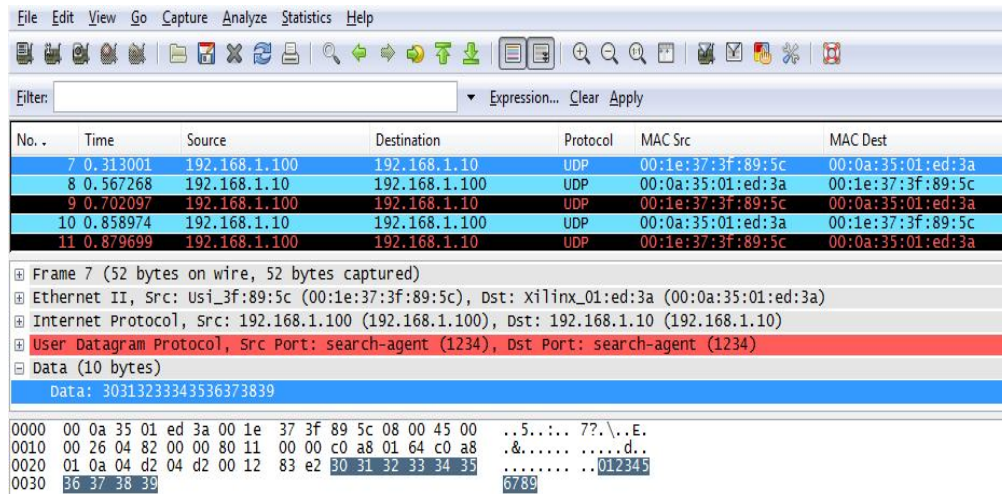 File Edit View Go Capture Analyze Statistics Help
Filter: Expression... Clear Apply
No. . Time Source Destination Protocol MAC Src MAC Dest
7 0.313001 192.168.1.100 192.168.1.10 UDP 00:1e:37:3f:89:5c 00:0a:35:01:ed:3a
8 0.567268 192.168.1.10 192.168.1.100 UDP 00:0a:35:01:ed:3a 00:1e:37:3f:89:5c
9 0.702097 192.168.1.100 192.168.1.10 UDP 00:1e:37:3f:89:5c 00:0a:35:01:ed:3a
10 0.858974 192.168.1.10 192.168.1.100 UDP 00:0a:35:01:ed:3a 00:1e:37:3f:89:5c
11 0.879699 192.168.1.100 192.168.1.10 UDP 00:1e:37:3f:89:5c 00:0a:35:01:ed:3a
Frame 7 (52 bytes on wire, 52 bytes captured)
Ethernet II, Src: Usi_3f:89:5c (00:1e:37:3f:89:5c), Dst: Xilinx_01:ed:3a (00:0a:35:01:ed:3a)
Internet Protocol, Src: 192.168.1.100 (192.168.1.100), Dst: 192.168.1.10 (192.168.1.10)
User Datagram Protocol, Src Port: search-agent (1234), Dst Port: search-agent (1234)
Data (10 bytes)
Data: 30313233343536373839
0000 00 0a 35 01 ed 3a 00 1e 37 3f 89 5c 08 00 45 00 ..5..:.. 7?.\..E.
0010 00 26 04 82 00 00 80 11 00 00 c0 a8 01 64 c0 a8 .&...... .....d..
0020 01 0a 04 d2 04 d2 00 12 83 e2 30 31 32 33 34 35 ........ ..012345
0030 36 37 38 39 6789